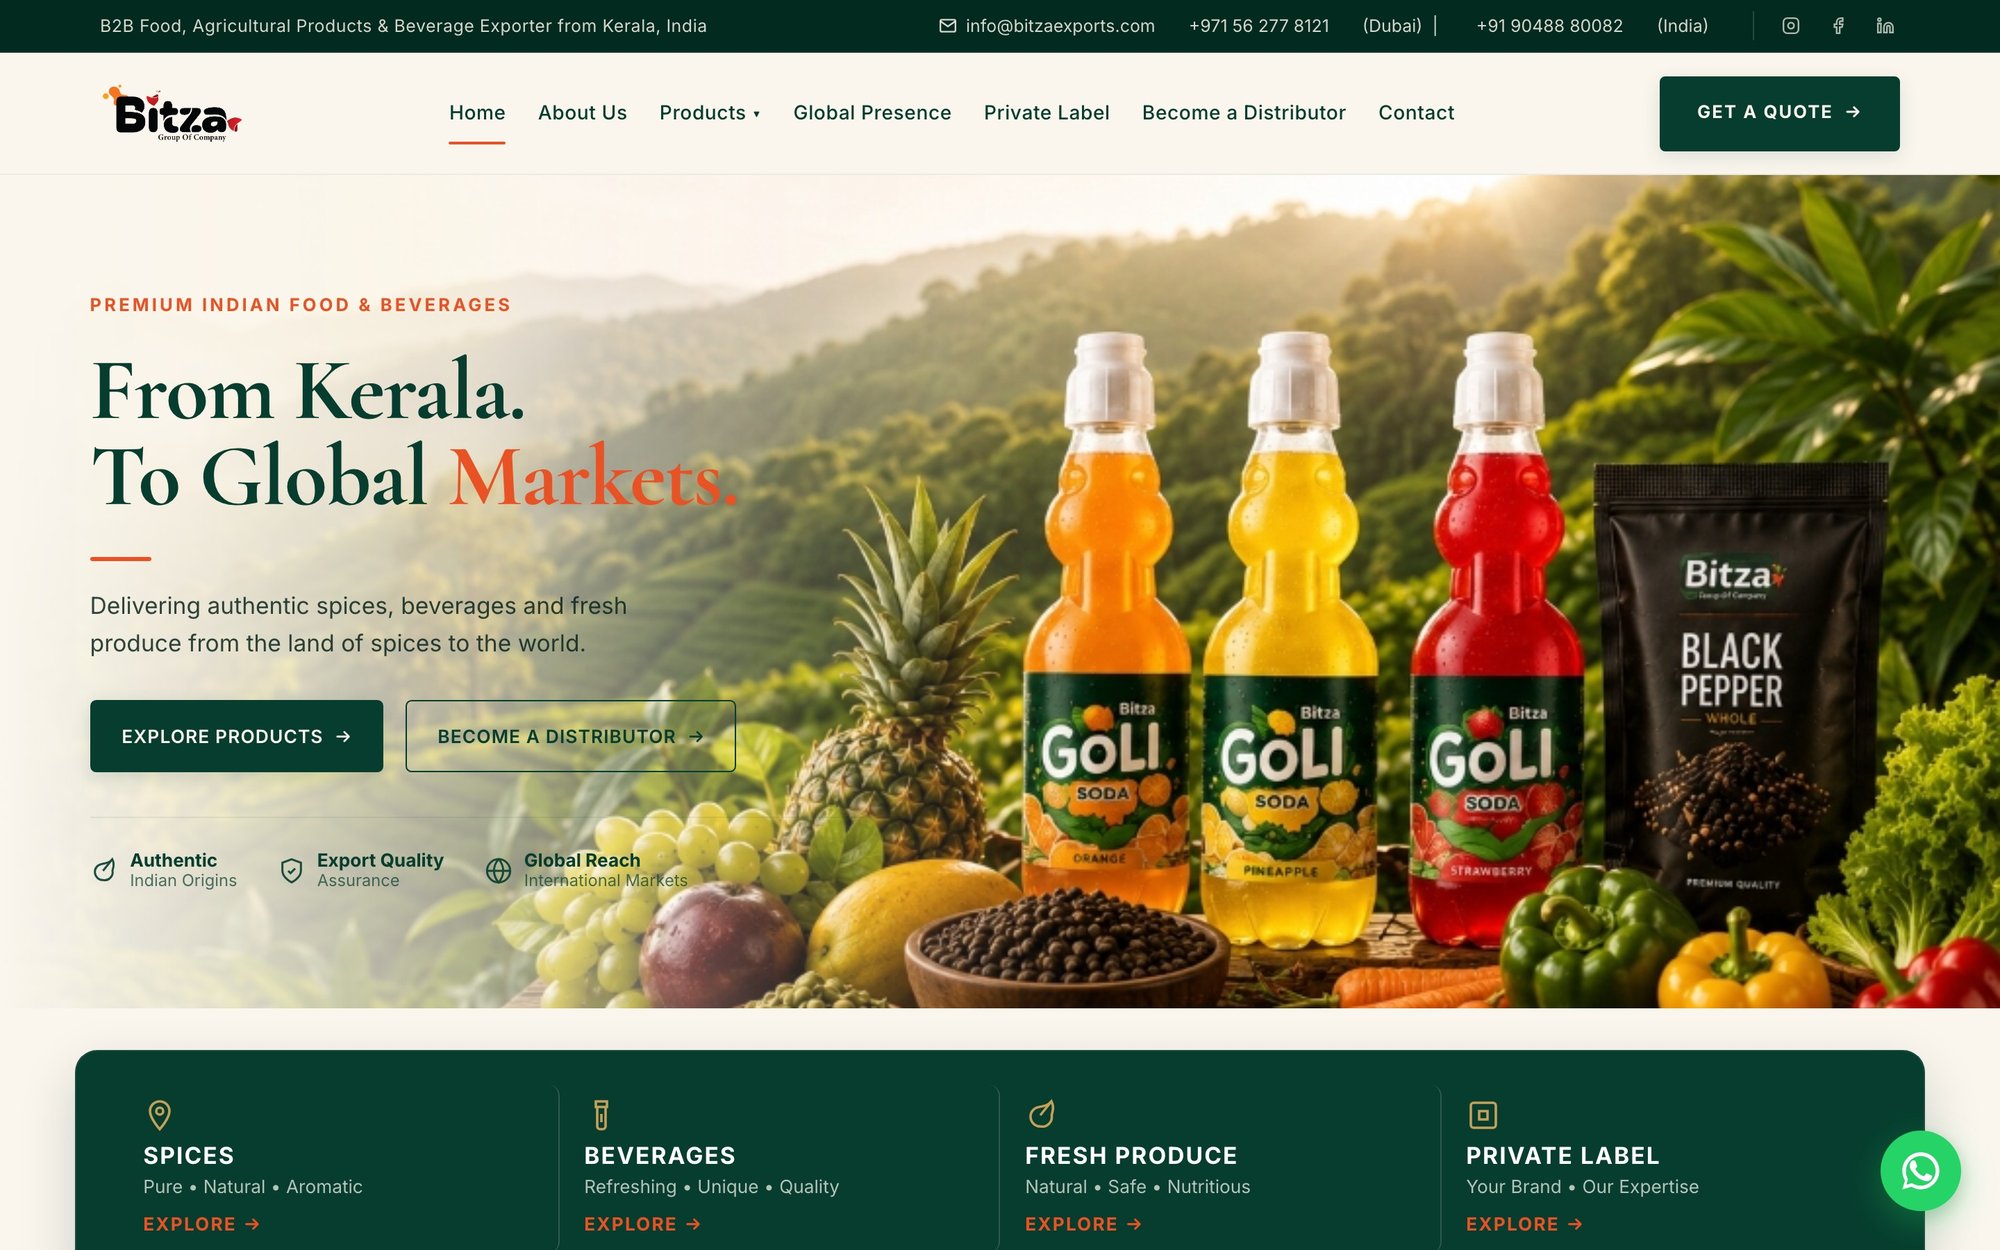 B2B Food, Agricultural Products & Beverage Exporter from Kerala, India
info@bitzaexports.com
+971 56 277 8121 (Dubai) |
+91 90488 80082 (India)
Bitza
Group Of Company
Home
About Us
Products ▾
Global Presence
Private Label
Become a Distributor
Contact
GET A QUOTE →
PREMIUM INDIAN FOOD & BEVERAGES
From Kerala.
To Global Markets.
Delivering authentic spices, beverages and fresh
produce from the land of spices to the world.
EXPLORE PRODUCTS →
BECOME A DISTRIBUTOR →
Authentic
Indian Origins
Export Quality
Assurance
Global Reach
International Markets
Bitza
GOLI
SODA
ORANGE
Bitza
GOLI
SODA
PINEAPPLE
Bitza
GOLI
SODA
STRAWBERRY
Bitza
Group Of Company
BLACK
PEPPER
WHOLE
PREMIUM QUALITY
SPICES
Pure • Natural • Aromatic
EXPLORE →
BEVERAGES
Refreshing • Unique • Quality
EXPLORE →
FRESH PRODUCE
Natural • Safe • Nutritious
EXPLORE →
PRIVATE LABEL
Your Brand • Our Expertise
EXPLORE →